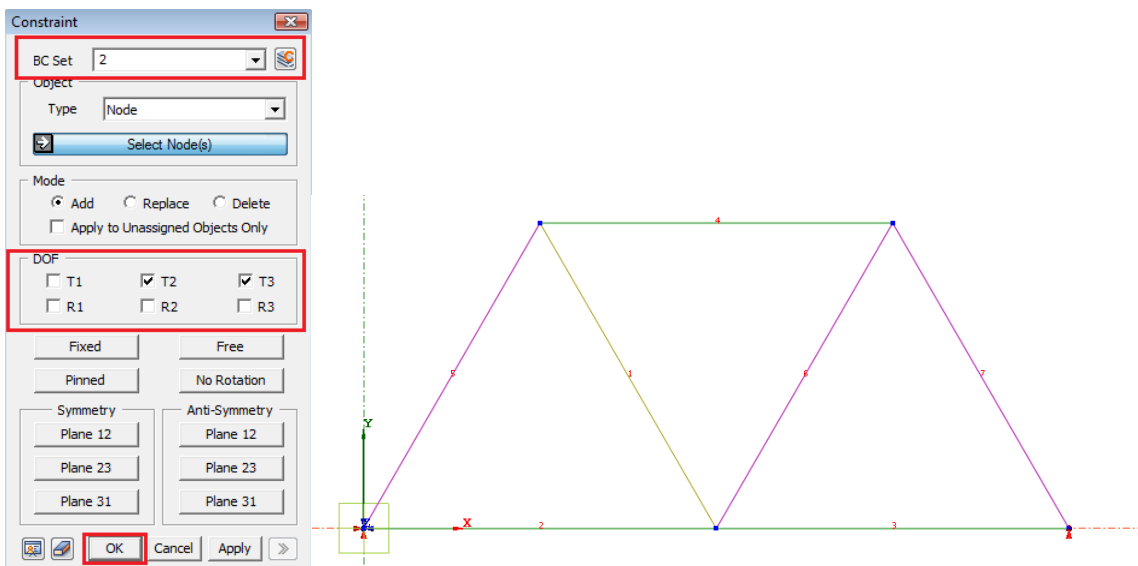 Constraint
BC Set 2
Object
Type Node
Select Node(s)
Mode
Add Replace Delete
Apply to Unassigned Objects Only
DOF
T1 T2 T3
R1 R2 R3
Fixed Free
Pinned No Rotation
Symmetry Anti-Symmetry
Plane 12 Plane 12
Plane 23 Plane 23
Plane 31 Plane 31
OK Cancel Apply
4
5 1 6 7
Y
X
2 3